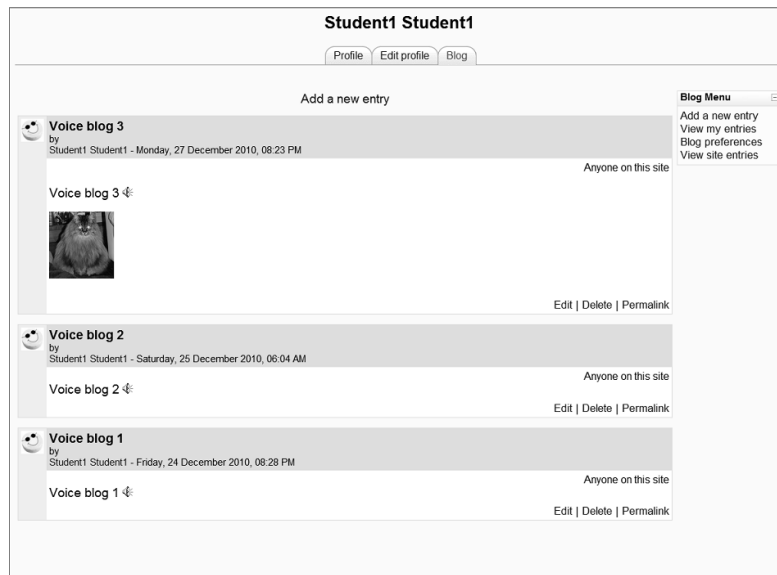 Student1 Student1
Profile
Edit profile
Blog
Add a new entry
Voice blog 3
by
Student1 Student1 - Monday, 27 December 2010, 08:23 PM
Anyone on this site
Voice blog 3
Edit | Delete | Permalink
Voice blog 2
by
Student1 Student1 - Saturday, 25 December 2010, 06:04 AM
Anyone on this site
Voice blog 2
Edit | Delete | Permalink
Voice blog 1
by
Student1 Student1 - Friday, 24 December 2010, 08:28 PM
Anyone on this site
Voice blog 1
Edit | Delete | Permalink
Blog Menu
Add a new entry
View my entries
Blog preferences
View site entries